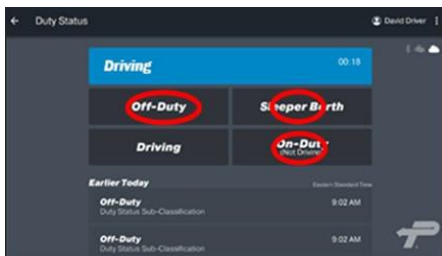 Duty Status
David Driver
Driving
00:18
Off-Duty
Sleeper Berth
Driving
On-Duty
(Not Driving)
Earlier Today
Eastern Standard Time
Off-Duty
9:02 AM
Duty Status Sub-Classification
Off-Duty
9:02 AM
Duty Status Sub-Classification